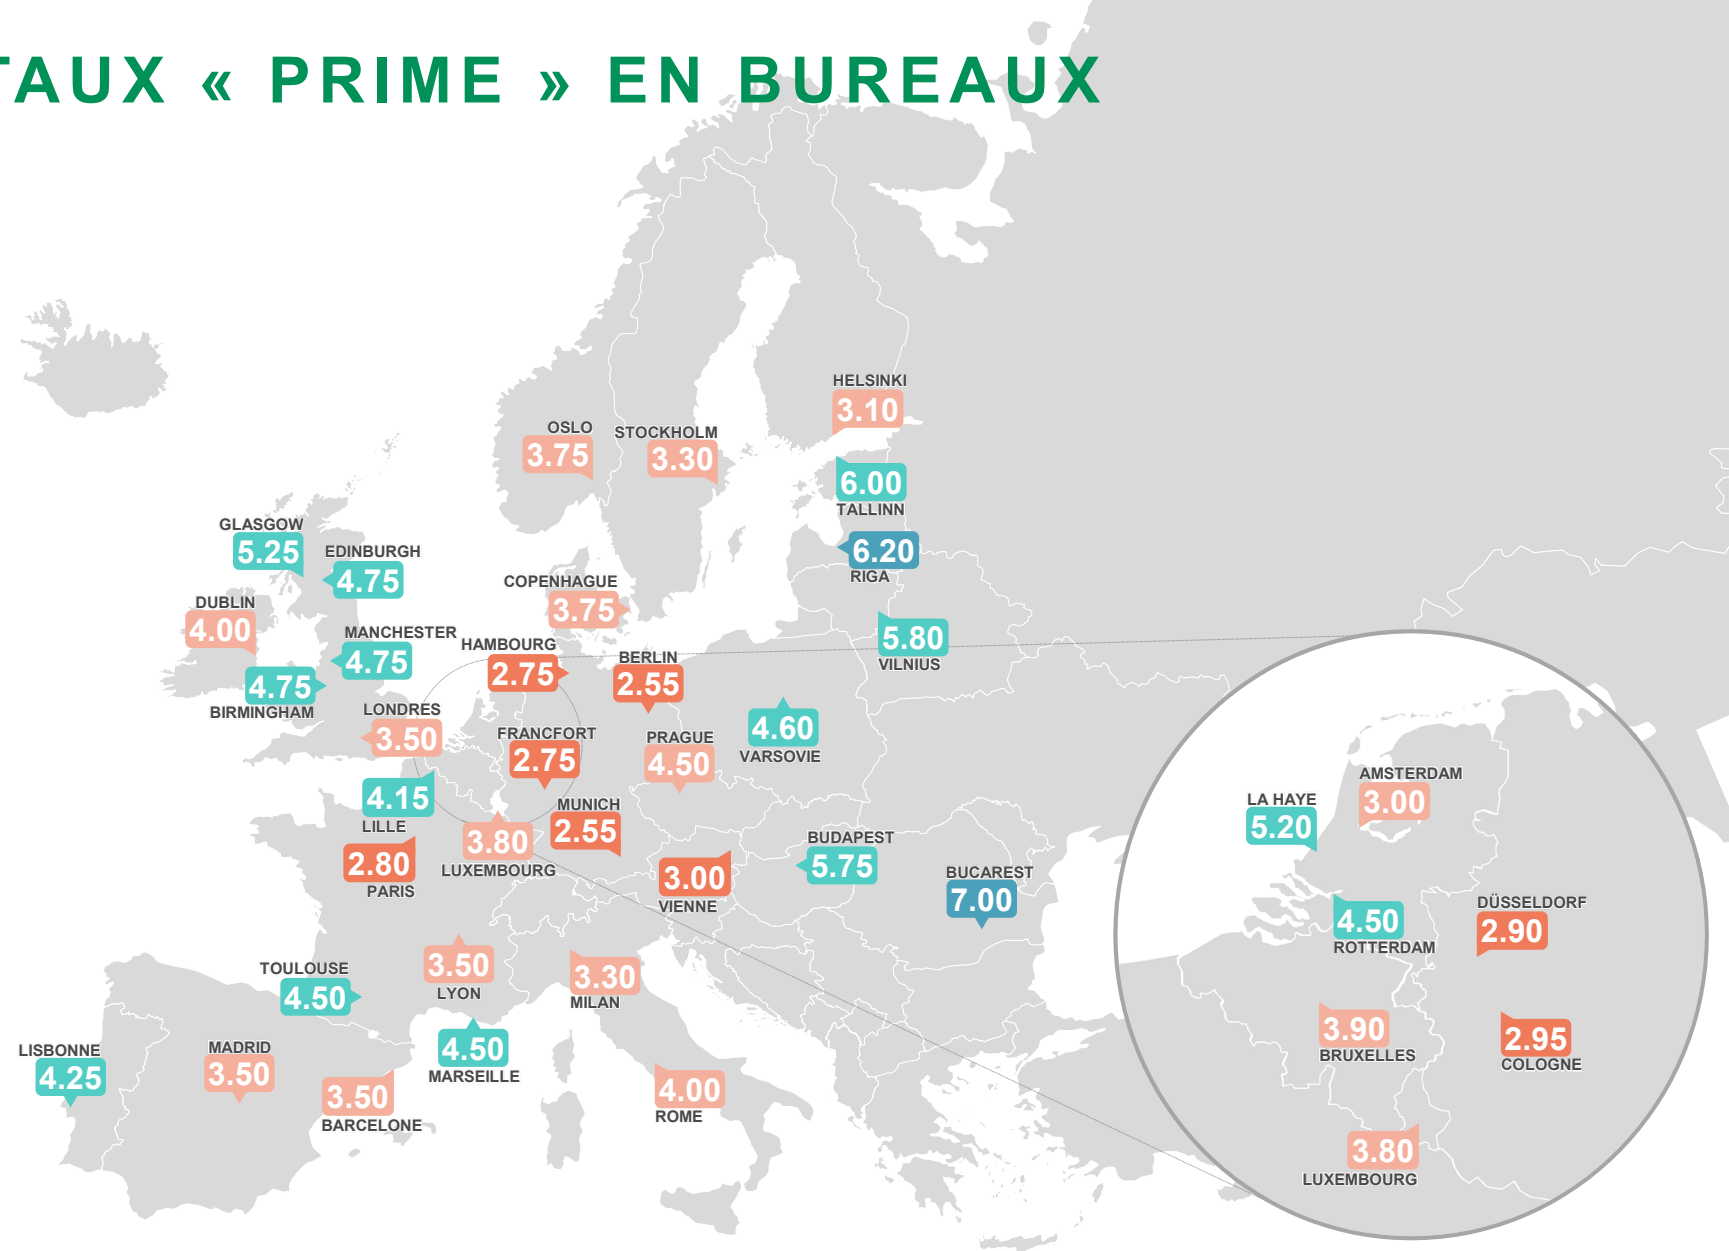 TAUX « PRIME » EN BUREAUX
HELSINKI
3.10
OSLO
3.75
STOCKHOLM
3.30
6.00
TALLINN
6.20
RIGA
GLASGOW
5.25
EDINBURGH
4.75
COPENHAGUE
3.75
DUBLIN
4.00
MANCHESTER
4.75
5.80
VILNIUS
HAMBOURG
2.75
BERLIN
2.55
4.75
BIRMINGHAM
LONDRES
3.50
FRANCFORT
2.75
PRAGUE
4.50
4.60
VARSOVIE
4.15
LILLE
MUNICH
2.55
3.80
LUXEMBOURG
2.80
PARIS
BUDAPEST
5.75
3.00
VIENNE
BUCAREST
7.00
TOULOUSE
4.50
3.50
LYON
3.30
MILAN
LISBONNE
4.25
MADRID
3.50
3.50
BARCELONE
4.50
MARSEILLE
4.00
ROME
AMSTERDAM
3.00
LA HAYE
5.20
4.50
ROTTERDAM
DÜSSELDORF
2.90
3.90
BRUXELLES
2.95
COLOGNE
3.80
LUXEMBOURG